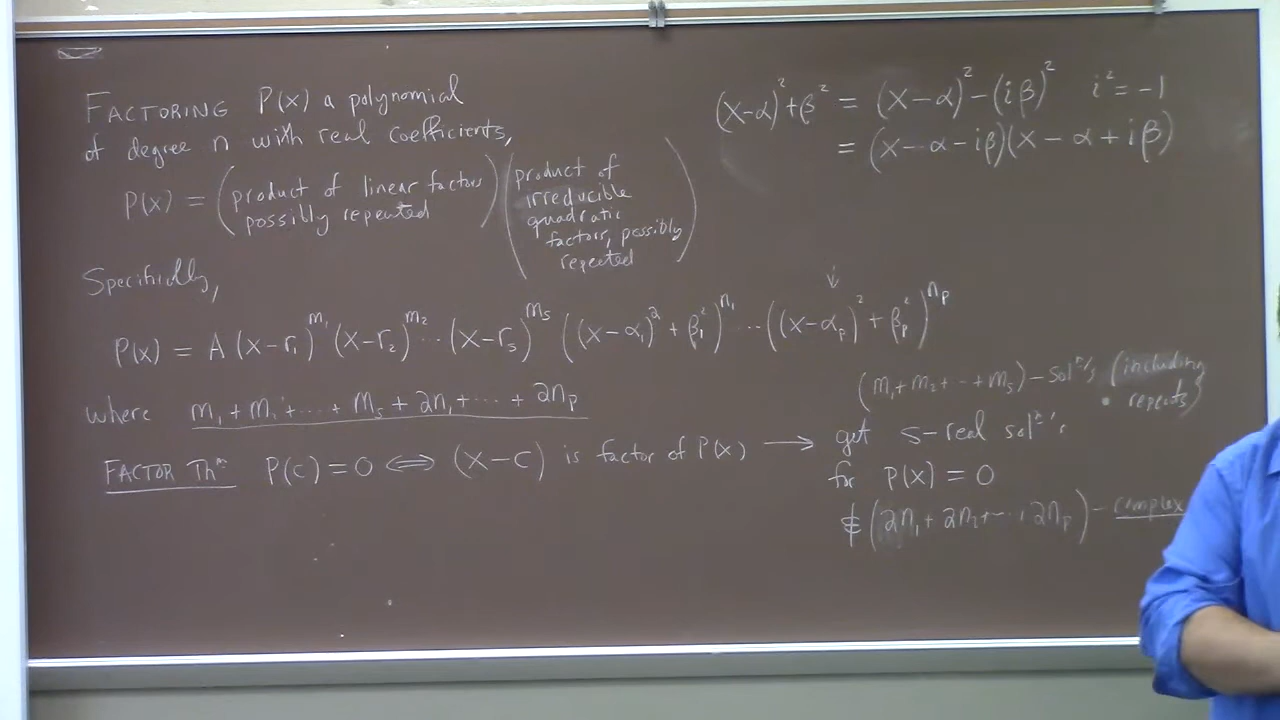 FACTORING P(x) a polynomial
of degree n with real coefficients,
P(x) = (product of linear factors possibly repeated)(product of irreducible quadratic factors, possibly repeated)
Specifically,
P(x) = A(x-r₁)^m₁ (x-r₂)^m₂ ... (x-rₛ)^mₛ ((x-α₁)² + β₁²)^n₁ ... ((x-αₚ)² + βₚ²)^nₚ
where m₁ + m₁ + ... + mₛ + 2n₁ + ... + 2nₚ
FACTOR Thᵐ P(c) = 0 ⟺ (x-c) is factor of P(x) →
(x-α)² + β² = (x-α)² - (iβ)² i² = -1
= (x-α-iβ)(x-α+iβ)
↓
(m₁+m₂+...+mₛ) - solⁿ's (including
repeats)
get s-real solⁿ's
for P(x) = 0
& (2n₁ + 2n₂ + ... + 2nₚ) - complex